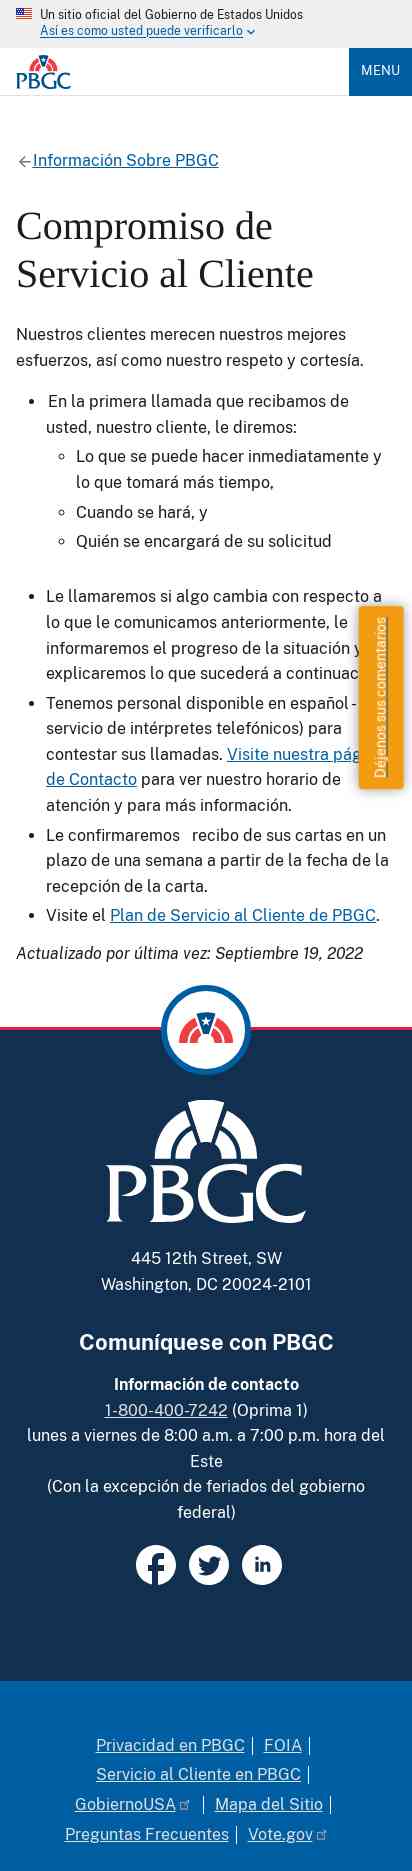 Un sitio oficial del Gobierno de Estados Unidos
Así es como usted puede verificarlo
PBGC
MENU
Información Sobre PBGC
Compromiso de
Servicio al Cliente
Nuestros clientes merecen nuestros mejores
esfuerzos, así como nuestro respeto y cortesía.
En la primera llamada que recibamos de
usted, nuestro cliente, le diremos:
Lo que se puede hacer inmediatamente y
lo que tomará más tiempo,
Cuando se hará, y
Quién se encargará de su solicitud
Le llamaremos si algo cambia con respecto a
lo que le comunicamos anteriormente, le
informaremos el progreso de la situación y
explicaremos lo que sucederá a
Tenemos personal disponible en español -
servicio de intérpretes telefónicos) para
contestar sus llamadas. Visite nuestra
de Contacto para ver nuestro horario de
atención y para más información.
Le confirmaremos recibo de sus cartas en un
plazo de una semana a partir de la fecha de la
recepción de la carta.
Visite el Plan de Servicio al Cliente de PBGC.
Actualizado por última vez: Septiembre 19, 2022
Déjenos sus comentarios
PBGC
445 12th Street, SW
Washington, DC 20024-2101
Comuníquese con PBGC
Información de contacto
1-800-400-7242 (Oprima 1)
lunes a viernes de 8:00 a.m. a 7:00 p.m. hora del
Este
(Con la excepción de feriados del gobierno
federal)
Privacidad en PBGC | FOIA |
Servicio al Cliente en PBGC |
GobiernoUSA | Mapa del Sitio |
Preguntas Frecuentes | Vote.gov